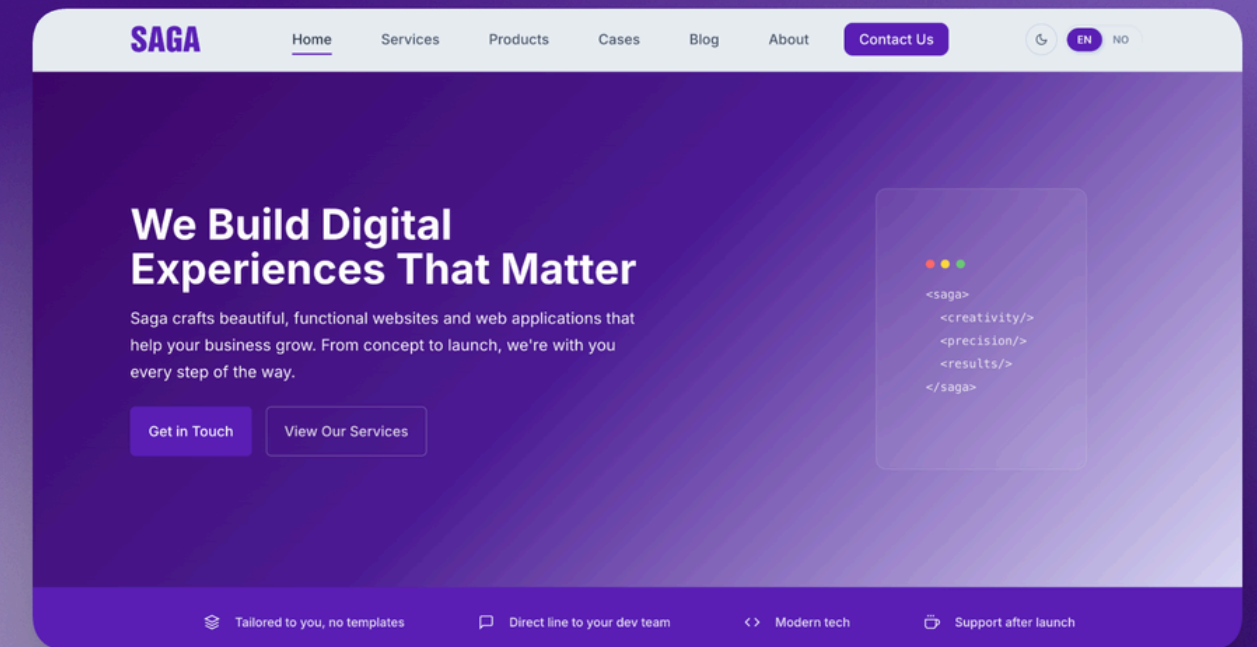 SAGA
Home Services Products Cases Blog About Contact Us EN NO
We Build Digital
Experiences That Matter
Saga crafts beautiful, functional websites and web applications that
help your business grow. From concept to launch, we're with you
every step of the way.
Get in Touch View Our Services
<saga>
<creativity/>
<precision/>
<results/>
</saga>
Tailored to you, no templates Direct line to your dev team Modern tech Support after launch